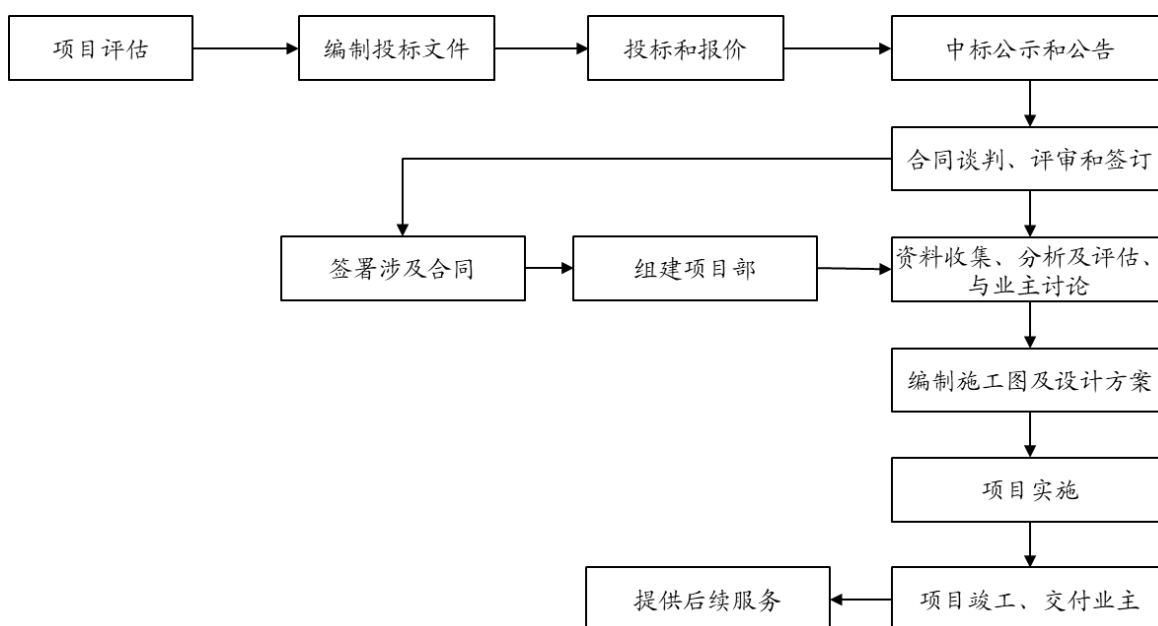 项目评估
编制投标文件
投标和报价
中标公示和公告
合同谈判、评审和签订
签署涉及合同
组建项目部
资料收集、分析及评估、
与业主讨论
编制施工图及设计方案
项目实施
项目竣工、交付业主
提供后续服务